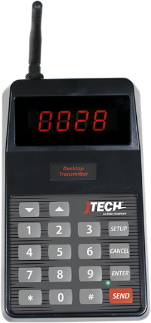 0028
Desktop
Transmitter
JTECH
1 2 3 SETUP
4 5 6 CANCEL
7 8 9 ENTER
* 0 # SEND